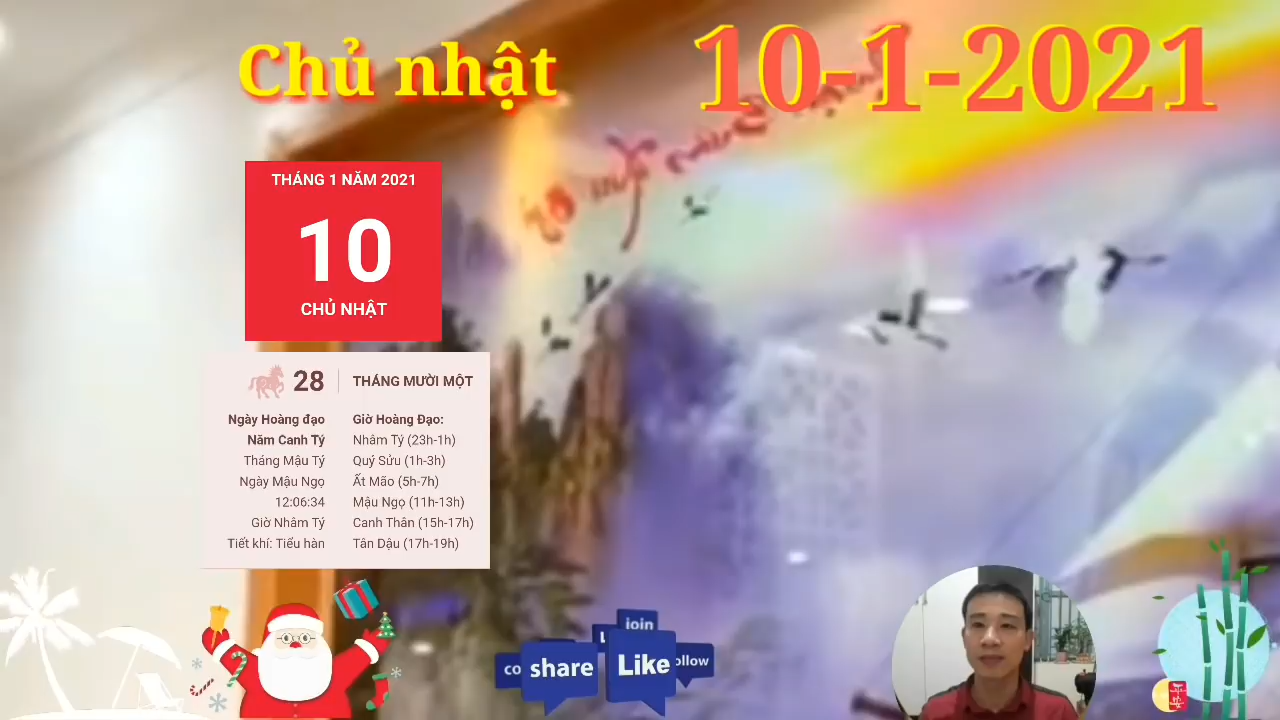 Chủ nhật
10-1-2021
THÁNG 1 NĂM 2021
10
CHỦ NHẬT
28
THÁNG MƯỜI MỘT
Ngày Hoàng đạo
Năm Canh Tý
Tháng Mậu Tý
Ngày Mậu Ngọ
12:06:34
Giờ Nhâm Tý
Tiết khí: Tiểu hàn
Giờ Hoàng Đạo:
Nhâm Tý (23h-1h)
Quý Sửu (1h-3h)
Ất Mão (5h-7h)
Mậu Ngọ (11h-13h)
Canh Thân (15h-17h)
Tân Dậu (17h-19h)
join
share
Like
ollow